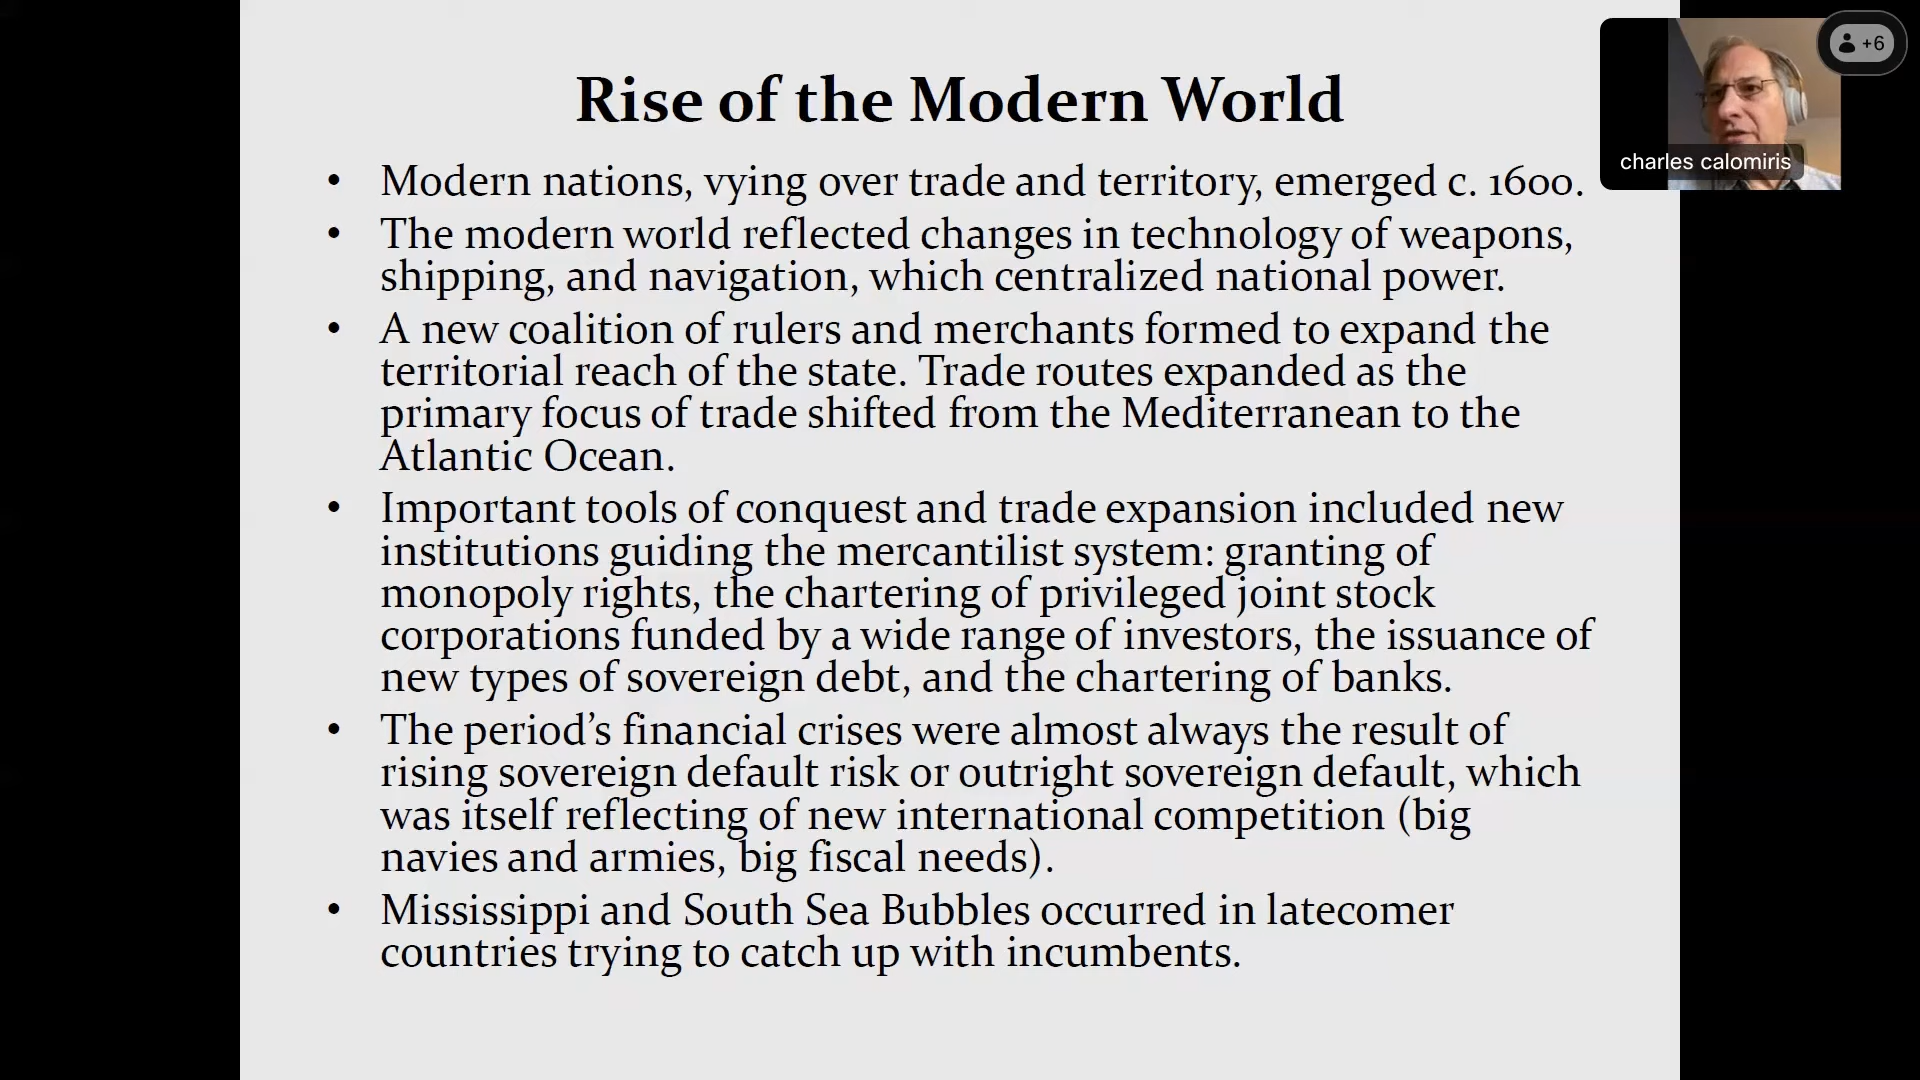 Rise of the Modern World
• Modern nations, vying over trade and territory, emerged c. 1600.
• The modern world reflected changes in technology of weapons,
shipping, and navigation, which centralized national power.
• A new coalition of rulers and merchants formed to expand the
territorial reach of the state. Trade routes expanded as the
primary focus of trade shifted from the Mediterranean to the
Atlantic Ocean.
• Important tools of conquest and trade expansion included new
institutions guiding the mercantilist system: granting of
monopoly rights, the chartering of privileged joint stock
corporations funded by a wide range of investors, the issuance of
new types of sovereign debt, and the chartering of banks.
• The period’s financial crises were almost always the result of
rising sovereign default risk or outright sovereign default, which
was itself reflecting of new international competition (big
navies and armies, big fiscal needs).
• Mississippi and South Sea Bubbles occurred in latecomer
countries trying to catch up with incumbents.
+6
charles calomiris